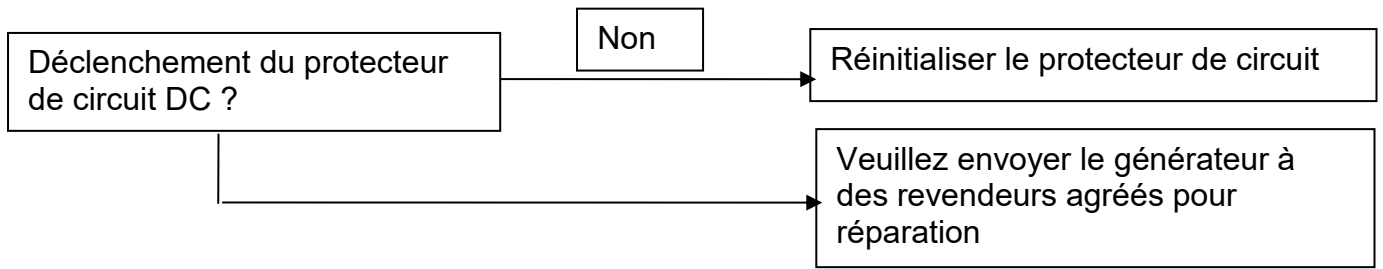 Déclenchement du protecteur
de circuit DC ?
Non
Réinitialiser le protecteur de circuit
Veuillez envoyer le générateur à
des revendeurs agréés pour
réparation